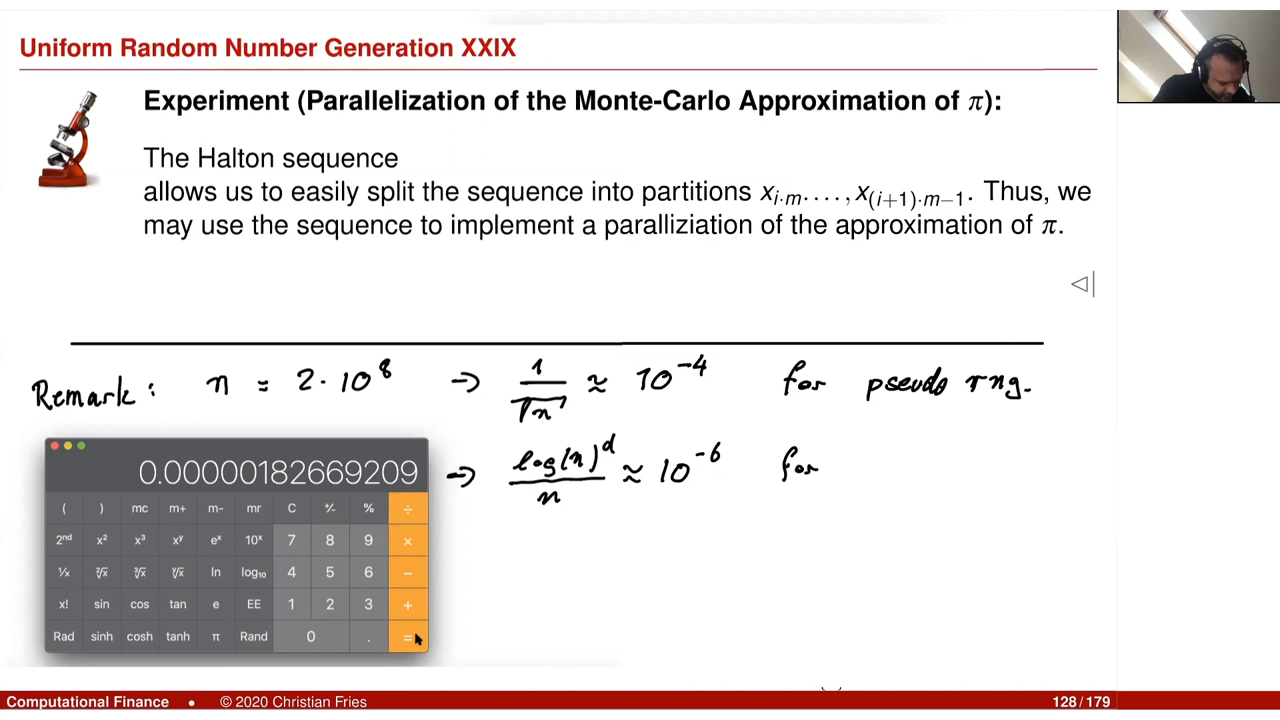 Uniform Random Number Generation XXIX
Experiment (Parallelization of the Monte-Carlo Approximation of π):
The Halton sequence
allows us to easily split the sequence into partitions x_{i·m}, . . . , x_{(i+1)·m−1}. Thus, we
may use the sequence to implement a paralliziation of the approximation of π.
Remark : n = 2 · 10^8 → 1/√n ≈ 10^{-4} for pseudo rng.
→ log(n)^d / n ≈ 10^{-6} for
0.00000182669209
( ) mc m+ m- mr C ⁺∕₋ % ÷
2nd x² x³ xʸ eˣ 10ˣ 7 8 9 ×
¹∕ₓ ²√x ³√x ʸ√x ln log₁₀ 4 5 6 −
x! sin cos tan e EE 1 2 3 +
Rad sinh cosh tanh π Rand 0 . =
Computational Finance • © 2020 Christian Fries 128 / 179